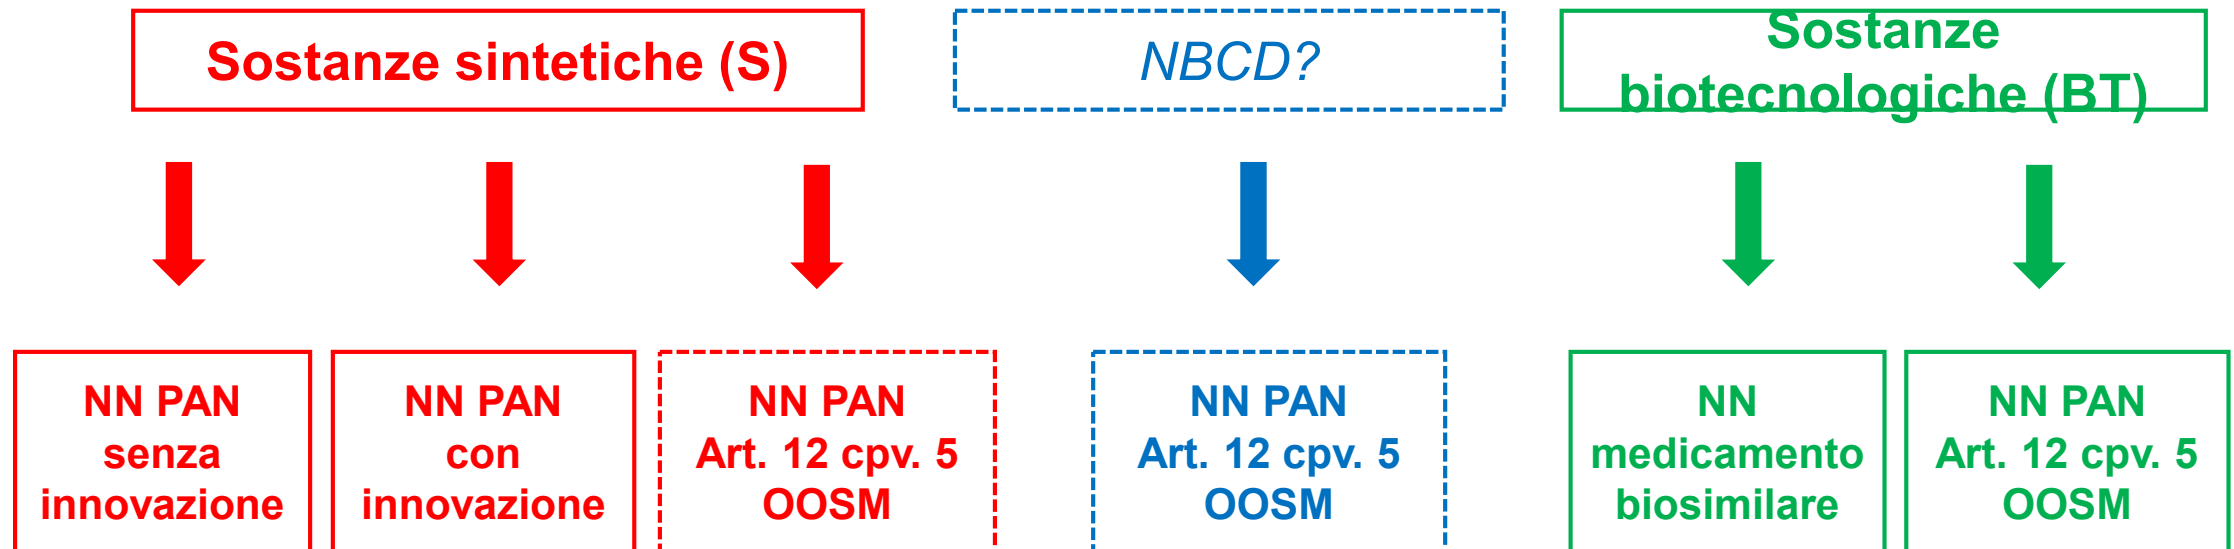 Sostanze sintetiche (S)
NBCD?
Sostanze
biotecnologiche (BT)
NN PAN
senza
innovazione
NN PAN
con
innovazione
NN PAN
Art. 12 cpv. 5
OOSM
NN PAN
Art. 12 cpv. 5
OOSM
NN
medicamento
biosimilare
NN PAN
Art. 12 cpv. 5
OOSM